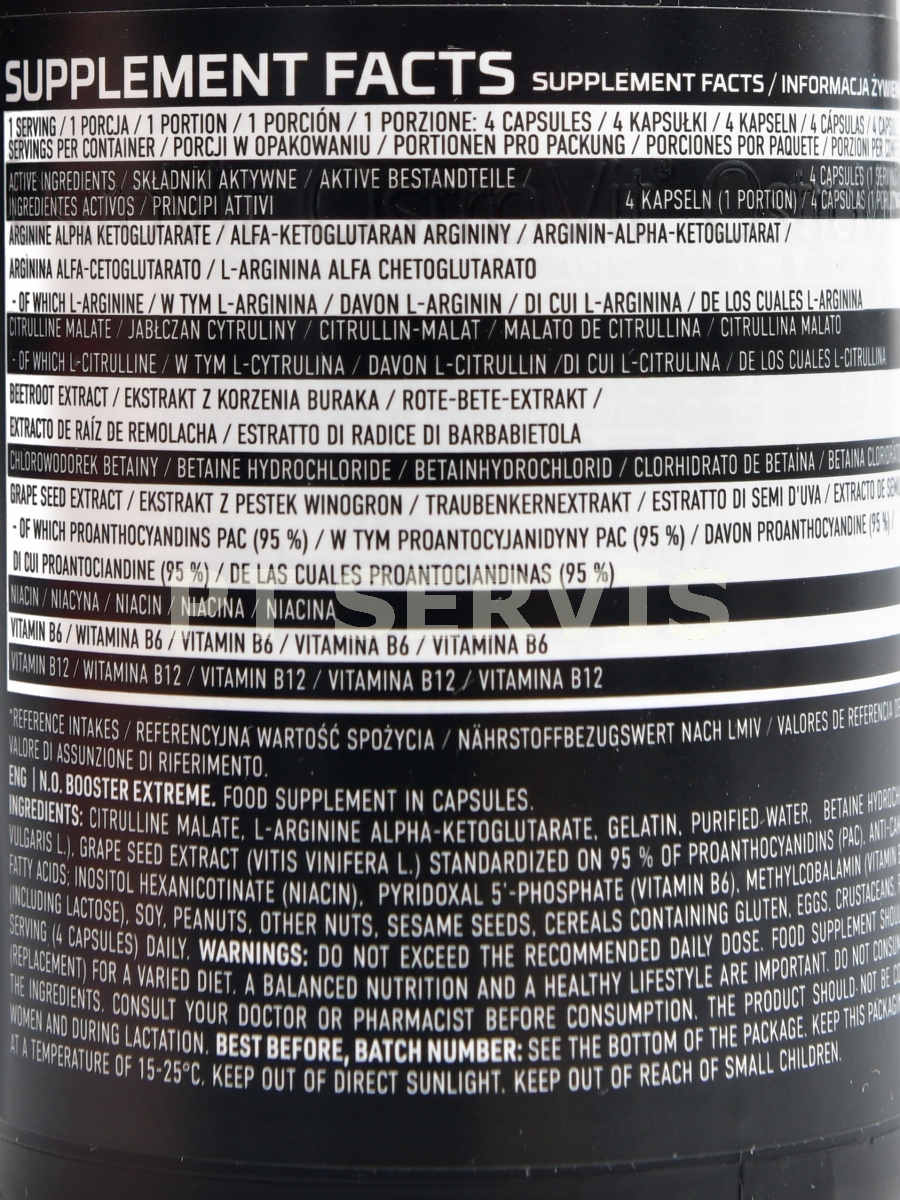 SUPPLEMENT FACTS SUPPLEMENT FACTS / INFORMACJA
1 SERVING / 1 PORCJA / 1 PORTION / 1 PORCIÓN / 1 PORZIONE: 4 CAPSULES / 4 KAPSUŁKI / 4 KAPSELN / 4 CÁPSULAS / 4
SERVINGS PER CONTAINER / PORCJI W OPAKOWANIU / PORTIONEN PRO PACKUNG / PORCIONES POR PAQUETE / PORZIONI PER
ACTIVE INGREDIENTS / SKŁADNIKI AKTYWNE / AKTIVE BESTANDTEILE / 4 CAPSULES
INGREDIENTES ACTIVOS / PRINCIPI ATTIVI 4 KAPSELN (1 PORTION) / 4 CÁPSULAS
ARGININE ALPHA KETOGLUTARATE / ALFA-KETOGLUTARAN ARGININY / ARGININ-ALPHA-KETOGLUTARAT /
ARGININA ALFA-CETOGLUTARATO / L-ARGININA ALFA CHETOGLUTARATO
- OF WHICH L-ARGININE / W TYM L-ARGININA / DAVON L-ARGININ / DI CUI L-ARGININA / DE LOS CUALES L-ARGININA
CITRULLINE MALATE / JABŁCZAN CYTRULINY / CITRULLIN-MALAT / MALATO DE CITRULLINA / CITRULLINA MALATO
- OF WHICH L-CITRULLINE / W TYM L-CYTRULINA / DAVON L-CITRULLIN /DI CUI L-CITRULINA / DE LOS CUALES L-CITRULLINA
BEETROOT EXTRACT / EKSTRAKT Z KORZENIA BURAKA / ROTE-BETE-EXTRAKT /
EXTRACTO DE RAÍZ DE REMOLACHA / ESTRATTO DI RADICE DI BARBABIETOLA
CHLOROWODOREK BETAINY / BETAINE HYDROCHLORIDE / BETAINHYDROCHLORID / CLORHIDRATO DE BETAÍNA / BETAINA
GRAPE SEED EXTRACT / EKSTRAKT Z PESTEK WINOGRON / TRAUBENKERNEXTRAKT / ESTRATTO DI SEMI D'UVA / EXTRACTO DE
- OF WHICH PROANTHOCYANDINS PAC (95 %) / W TYM PROANTOCYJANIDYNY PAC (95 %) / DAVON PROANTHOCYANDINE (95 %) /
DI CUI PROANTOCIANDINE (95 %) / DE LAS CUALES PROANTOCIANDINAS (95 %)
NIACIN / NIACYNA / NIACIN / NIACINA / NIACINA
PT SERVIS
VITAMIN B6 / WITAMINA B6 / VITAMIN B6 / VITAMINA B6 / VITAMINA B6
VITAMIN B12 / WITAMINA B12 / VITAMIN B12 / VITAMINA B12 / VITAMINA B12
*REFERENCE INTAKES / REFERENCYJNA WARTOŚĆ SPOŻYCIA / NÄHRSTOFFBEZUGSWERT NACH LMIV / VALORES DE REFERENCIA
VALORE DI ASSUNZIONE DI RIFERIMENTO.
ENG | N.O. BOOSTER EXTREME. FOOD SUPPLEMENT IN CAPSULES.
INGREDIENTS: CITRULLINE MALATE, L-ARGININE ALPHA-KETOGLUTARATE, GELATIN, PURIFIED WATER, BETAINE
VULGARIS L.), GRAPE SEED EXTRACT (VITIS VINIFERA L.) STANDARDIZED ON 95 % OF PROANTHOCYANIDINS (PAC),
FATTY ACIDS; INOSITOL HEXANICOTINATE (NIACIN), PYRIDOXAL 5'-PHOSPHATE (VITAMIN B6), METHYLCOBALAMIN (VITAMIN
(INCLUDING LACTOSE), SOY, PEANUTS, OTHER NUTS, SESAME SEEDS, CEREALS CONTAINING GLUTEN, EGGS, CRUSTACEANS,
SERVING (4 CAPSULES) DAILY. WARNINGS: DO NOT EXCEED THE RECOMMENDED DAILY DOSE. FOOD SUPPLEMENT
(REPLACEMENT) FOR A VARIED DIET. A BALANCED NUTRITION AND A HEALTHY LIFESTYLE ARE IMPORTANT. DO NOT
THE INGREDIENTS. CONSULT YOUR DOCTOR OR PHARMACIST BEFORE CONSUMPTION. THE PRODUCT SHOULD NOT BE
WOMEN AND DURING LACTATION. BEST BEFORE, BATCH NUMBER: SEE THE BOTTOM OF THE PACKAGE. KEEP THIS
AT A TEMPERATURE OF 15-25°C. KEEP OUT OF DIRECT SUNLIGHT. KEEP OUT OF REACH OF SMALL CHILDREN.